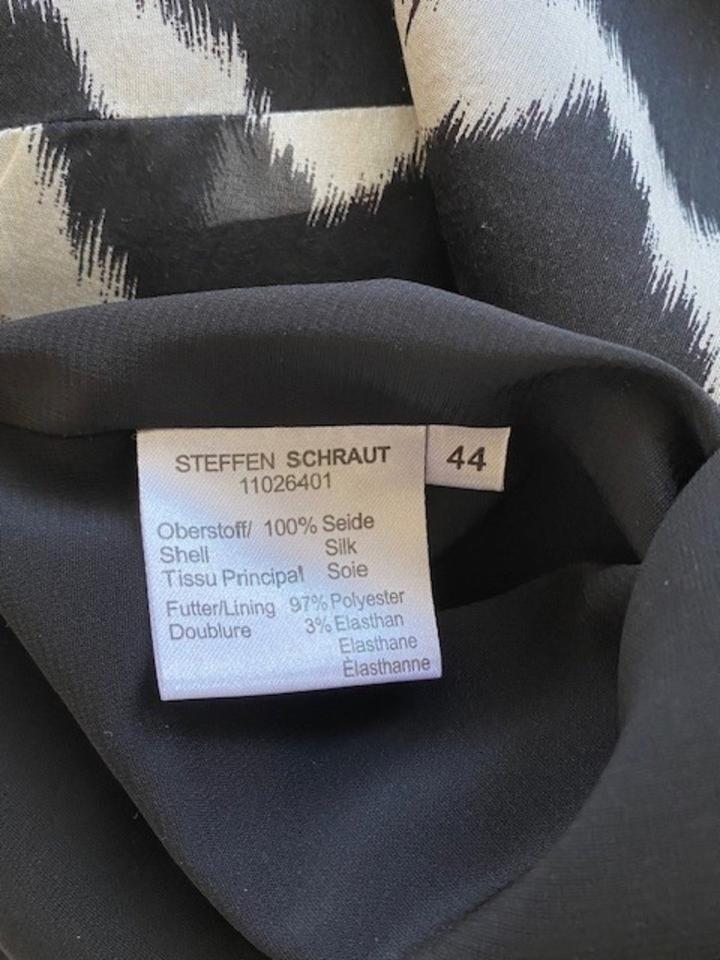 STEFFEN SCHRAUT
11026401
44
Oberstoff/ 100% Seide
Shell Silk
Tissu Principal Soie
Futter/Lining 97% Polyester
Doublure 3% Elasthan
Elasthane
Èlasthanne